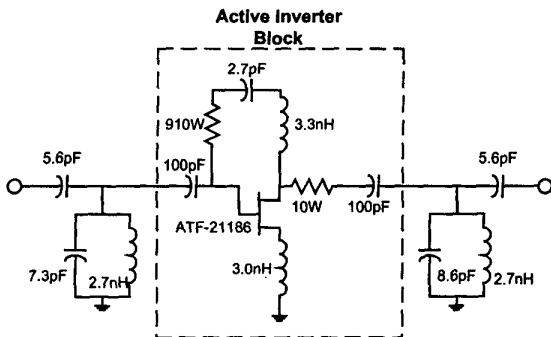 Active Inverter
Block
2.7pF
910W
3.3nH
5.6pF
100pF
5.6pF
10W
100pF
ATF-21186
7.3pF
2.7nH
3.0nH
8.6pF
2.7nH